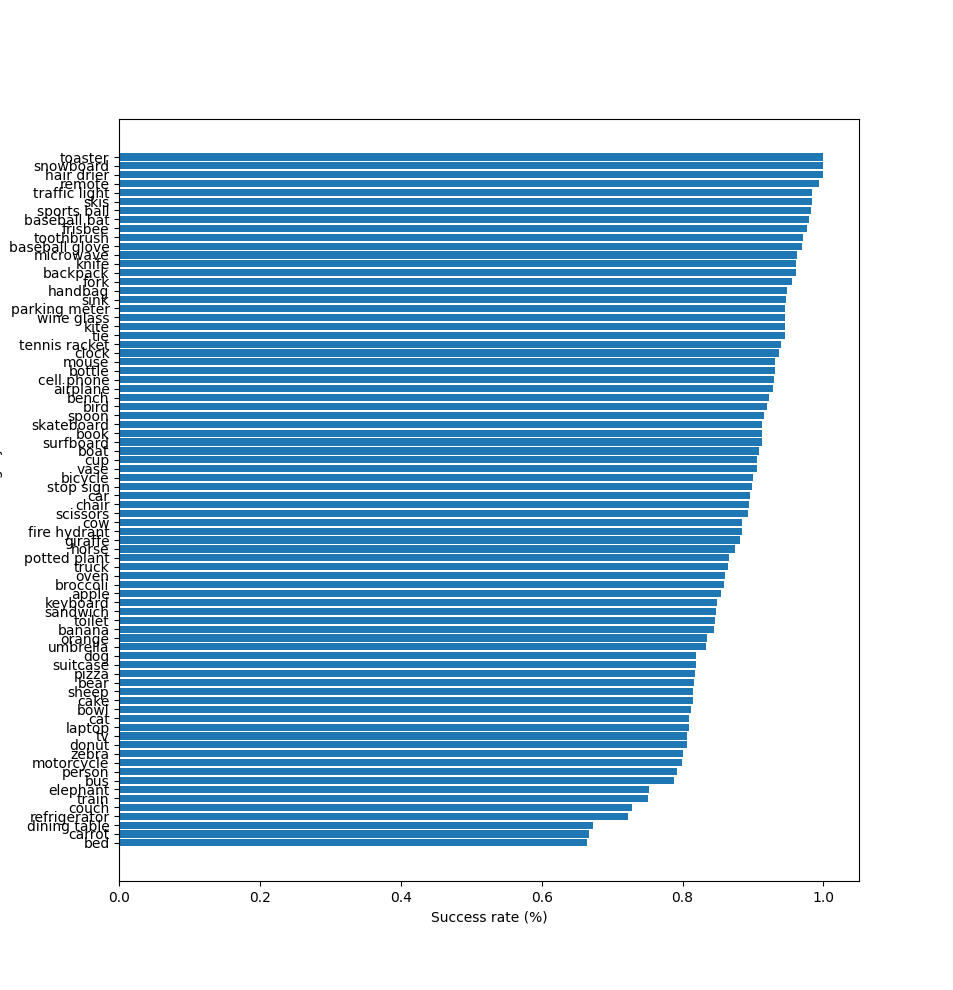 toaster
snowboard
hair drier
remote
traffic light
skis
sports ball
baseball bat
frisbee
toothbrush
baseball glove
microwave
knife
backpack
fork
handbag
sink
parking meter
wine glass
kite
tie
tennis racket
clock
mouse
bottle
cell phone
airplane
bench
bird
spoon
skateboard
book
surfboard
boat
cup
vase
bicycle
stop sign
car
chair
scissors
cow
fire hydrant
giraffe
horse
potted plant
truck
oven
broccoli
apple
keyboard
sandwich
toilet
banana
orange
umbrella
dog
suitcase
pizza
bear
sheep
cake
bowl
cat
laptop
tv
donut
zebra
motorcycle
person
bus
elephant
train
couch
refrigerator
dining table
carrot
bed
0.0 0.2 0.4 0.6 0.8 1.0
Success rate (%)